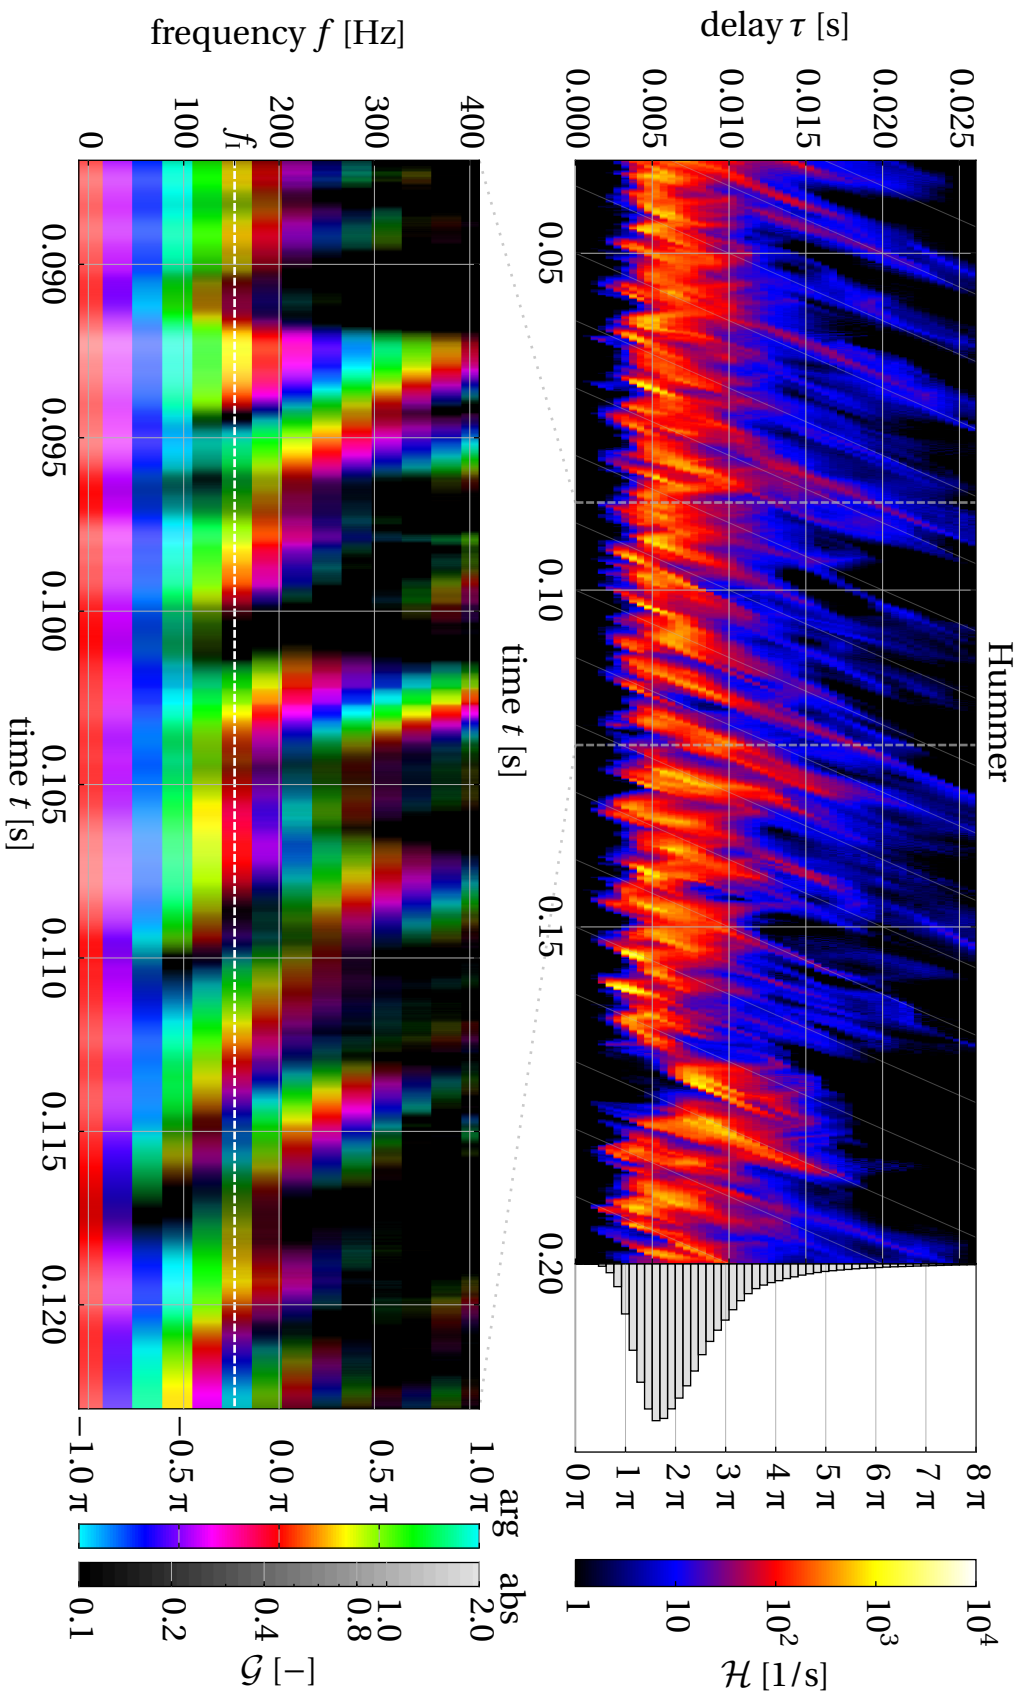 Hummer
delay τ [s]
0.025
0.020
0.015
0.010
0.005
0.000
0.05
0.10
0.15
0.20
time t [s]
8 π
7 π
6 π
5 π
4 π
3 π
2 π
1 π
0 π
10⁴
10³
10²
10
1
ℋ [1/s]
frequency f [Hz]
400
300
200
f₁
100
0
0.090
0.095
0.100
0.105
0.110
0.115
0.120
time t [s]
arg
1.0 π
0.5 π
0.0 π
−0.5 π
−1.0 π
abs
2.0
1.0
0.8
0.4
0.2
0.1
𝒢 [−]